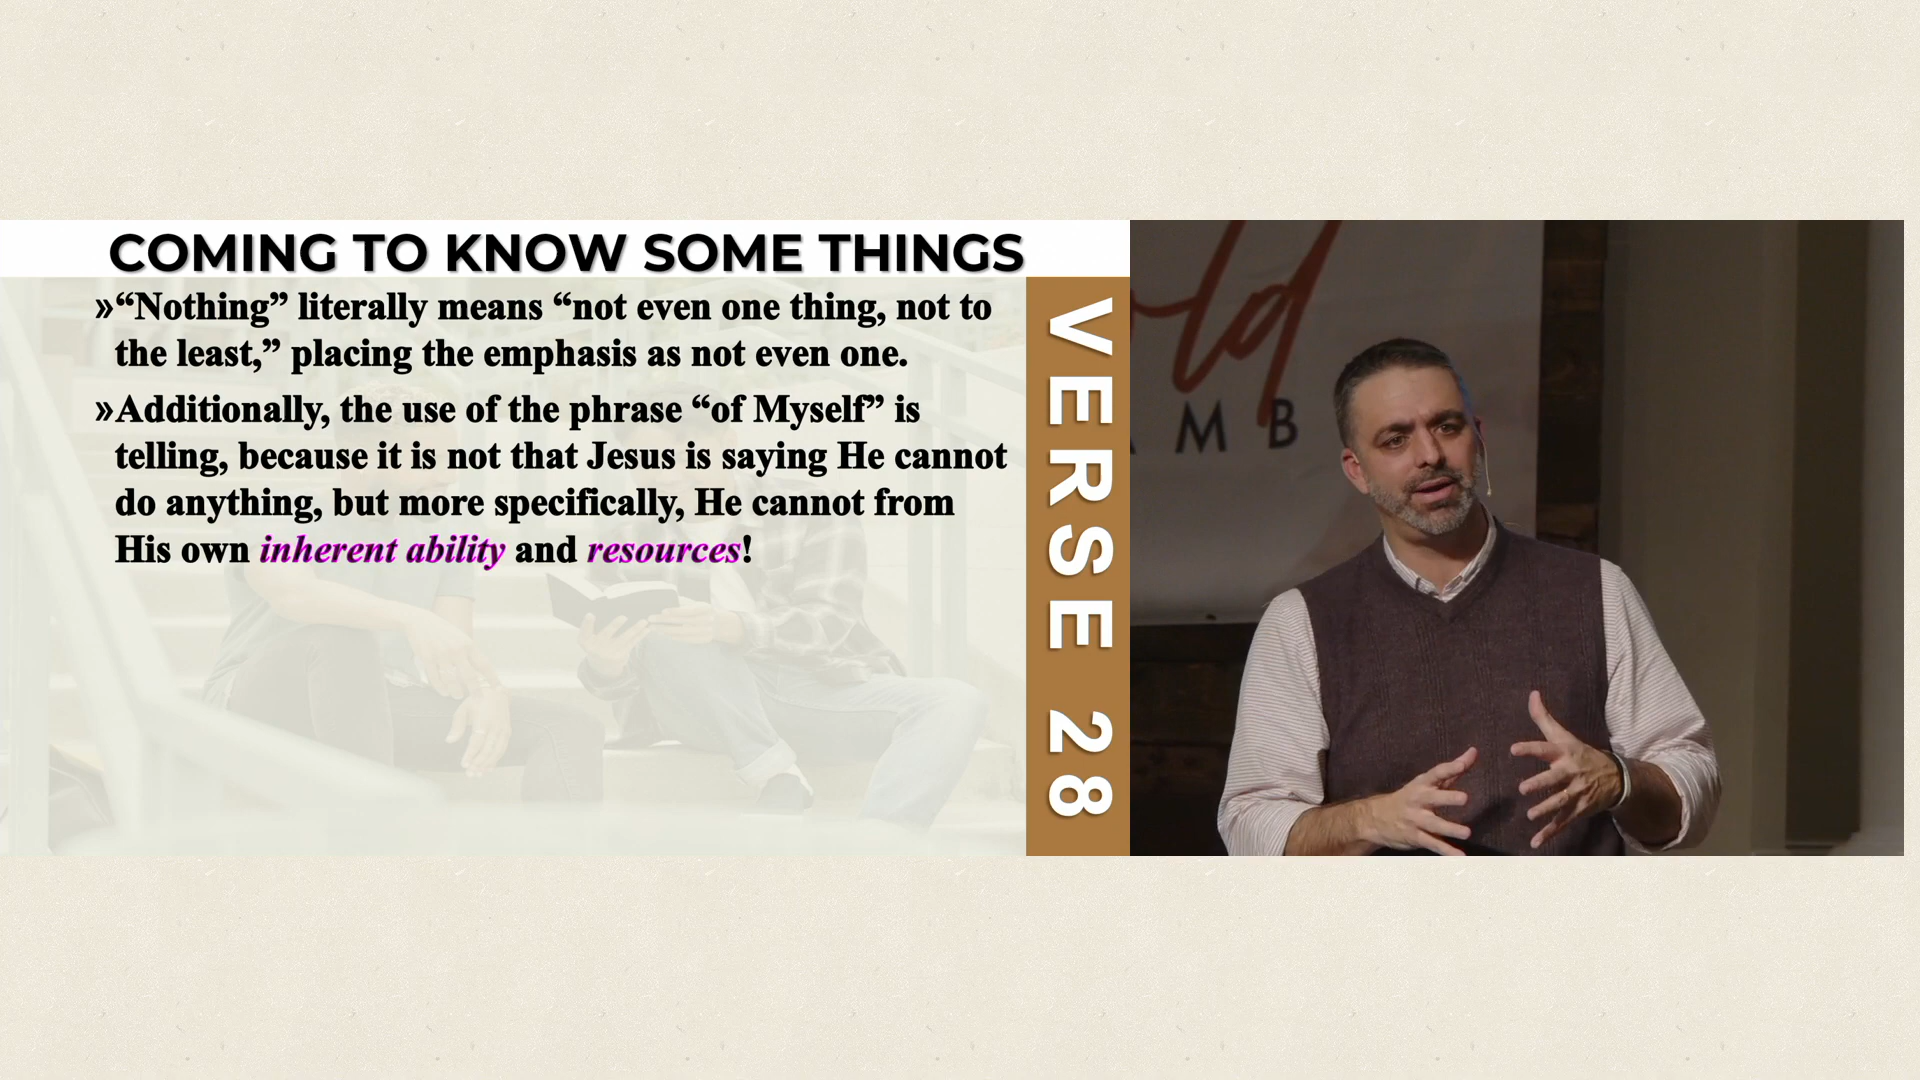 COMING TO KNOW SOME THINGS
»“Nothing” literally means “not even one thing, not to
the least,” placing the emphasis as not even one.
»Additionally, the use of the phrase “of Myself” is
telling, because it is not that Jesus is saying He cannot
do anything, but more specifically, He cannot from
His own inherent ability and resources!
VERSE 28
ld
AMB